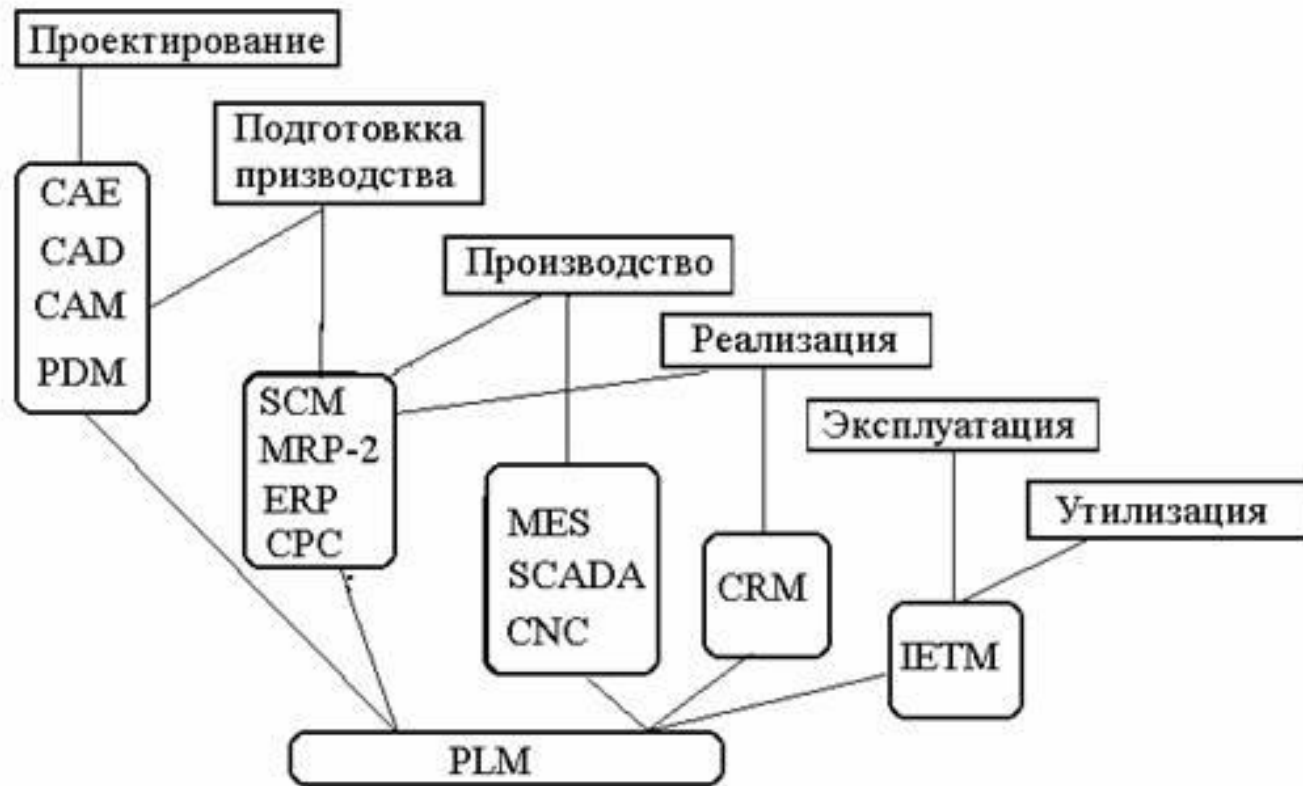 Проектирование
Подготовкка
призводства
CAE
CAD
CAM
PDM
Производство
Реализация
SCM
MRP-2
ERP
CPC
Эксплуатация
MES
SCADA
CNC
Утилизация
CRM
IETM
PLM